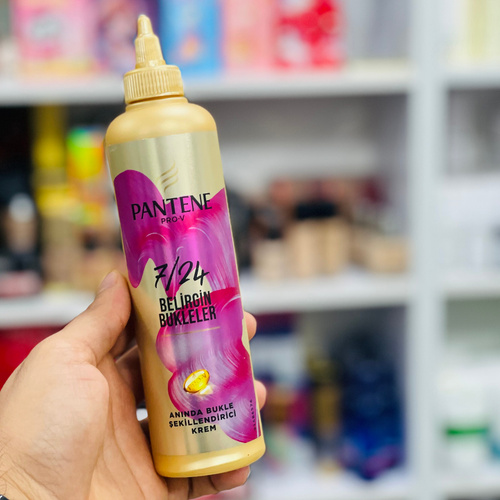 PANTENE
PRO-V
7/24
BELİRGİN
BUKLELER
ANINDA BUKLE
ŞEKİLLENDİRİCİ
KREM